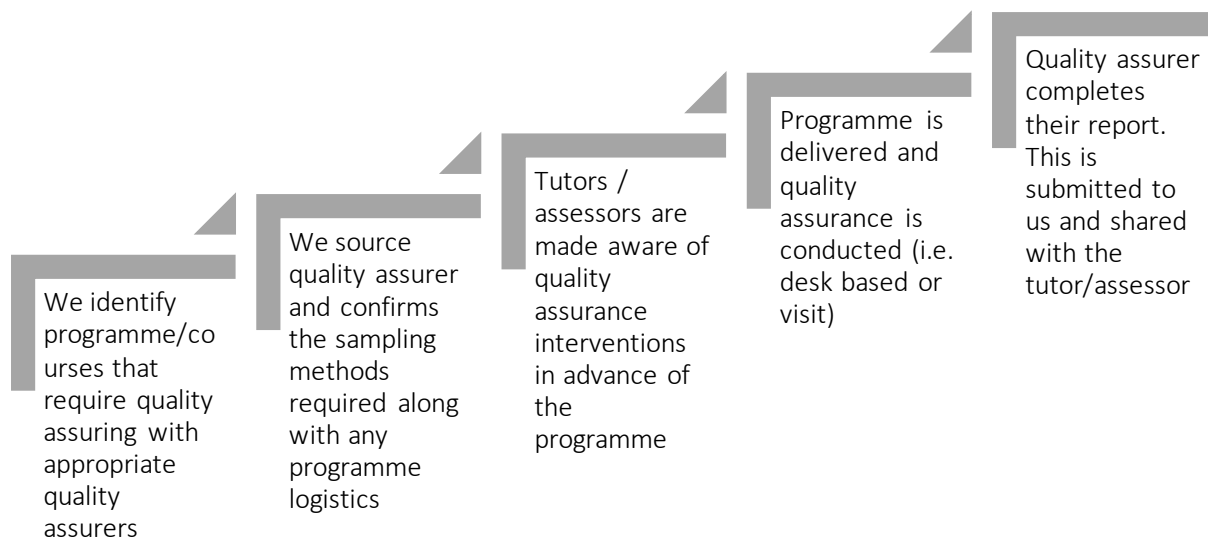 We identify
programme/co
urses that
require quality
assuring with
appropriate
quality
assurers
We source
quality assurer
and confirms
the sampling
methods
required along
with any
programme
logistics
Tutors /
assessors are
made aware of
quality
assurance
interventions
in advance of
the
programme
Programme is
delivered and
quality
assurance is
conducted (i.e.
desk based or
visit)
Quality assurer
completes
their report.
This is
submitted to
us and shared
with the
tutor/assessor